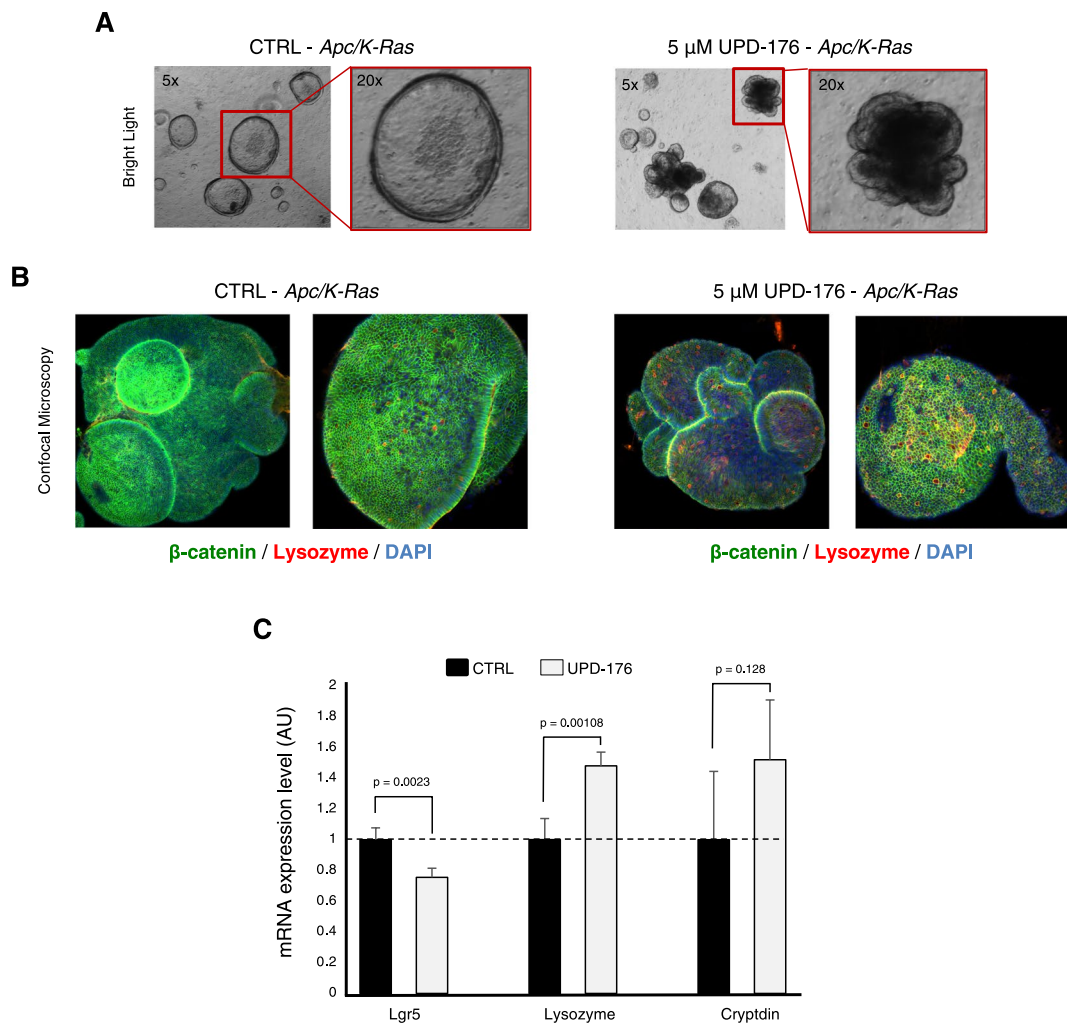 A
CTRL - Apc/K-Ras
5 µM UPD-176 - Apc/K-Ras
Bright Light
5x
20x
5x
20x
B
CTRL - Apc/K-Ras
5 µM UPD-176 - Apc/K-Ras
Confocal Microscopy
β-catenin / Lysozyme / DAPI
β-catenin / Lysozyme / DAPI
C
CTRL
UPD-176
mRNA expression level (AU)
2
1.8
1.6
1.4
1.2
1
0.8
0.6
0.4
0.2
0
p = 0.0023
p = 0.00108
p = 0.128
Lgr5
Lysozyme
Cryptdin